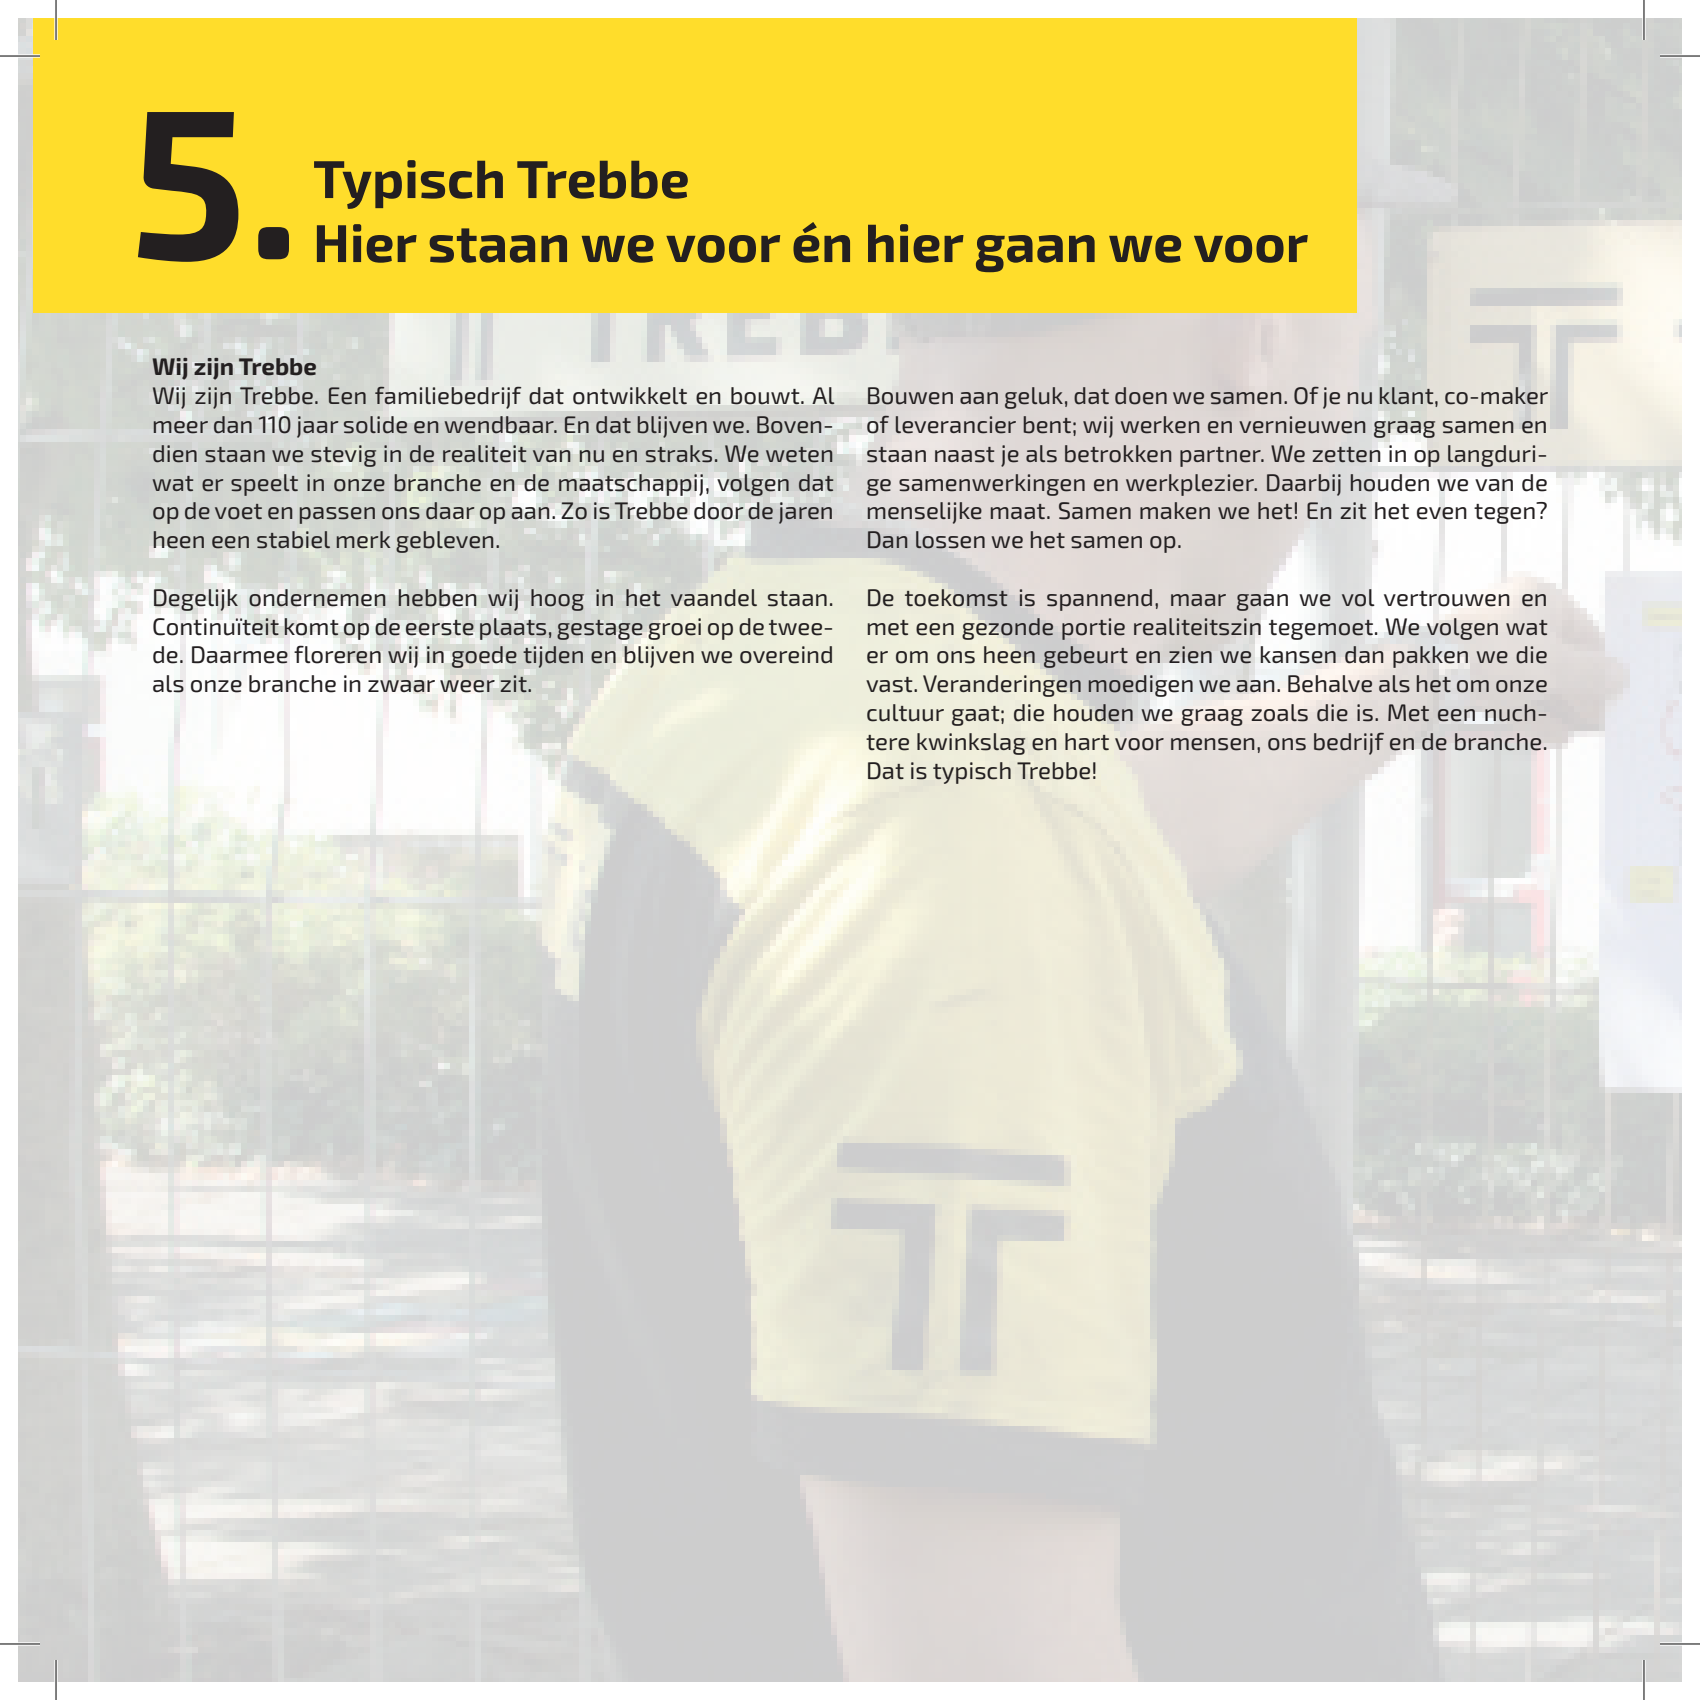 5.
Typisch Trebbe
Hier staan we voor én hier gaan we voor
Wij zijn Trebbe
Wij zijn Trebbe. Een familiebedrijf dat ontwikkelt en bouwt. Al
meer dan 110 jaar solide en wendbaar. En dat blijven we. Boven-
dien staan we stevig in de realiteit van nu en straks. We weten
wat er speelt in onze branche en de maatschappij, volgen dat
op de voet en passen ons daar op aan. Zo is Trebbe door de jaren
heen een stabiel merk gebleven.
Degelijk ondernemen hebben wij hoog in het vaandel staan.
Continuïteit komt op de eerste plaats, gestage groei op de twee-
de. Daarmee floreren wij in goede tijden en blijven we overeind
als onze branche in zwaar weer zit.
Bouwen aan geluk, dat doen we samen. Of je nu klant, co-maker
of leverancier bent; wij werken en vernieuwen graag samen en
staan naast je als betrokken partner. We zetten in op langduri-
ge samenwerkingen en werkplezier. Daarbij houden we van de
menselijke maat. Samen maken we het! En zit het even tegen?
Dan lossen we het samen op.
De toekomst is spannend, maar gaan we vol vertrouwen en
met een gezonde portie realiteitszin tegemoet. We volgen wat
er om ons heen gebeurt en zien we kansen dan pakken we die
vast. Veranderingen moedigen we aan. Behalve als het om onze
cultuur gaat; die houden we graag zoals die is. Met een nuch-
tere kwinkslag en hart voor mensen, ons bedrijf en de branche.
Dat is typisch Trebbe!